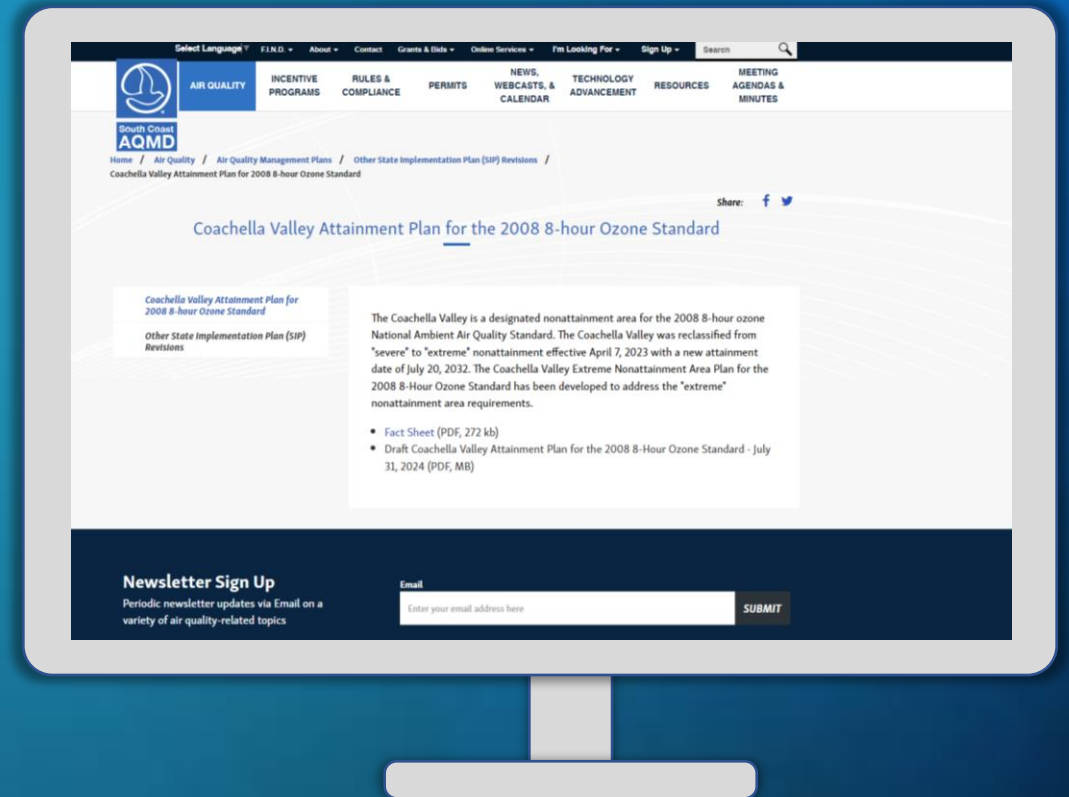 Select Language ▼ F.I.N.D. About Contact Grants & Bids Online Services I'm Looking For Sign Up Search
South Coast
AQMD
AIR QUALITY
INCENTIVE
PROGRAMS
RULES &
COMPLIANCE
PERMITS
NEWS,
WEBCASTS, &
CALENDAR
TECHNOLOGY
ADVANCEMENT
RESOURCES
MEETING
AGENDAS &
MINUTES
Home / Air Quality / Air Quality Management Plans / Other State Implementation Plan (SIP) Revisions /
Coachella Valley Attainment Plan for 2008 8-hour Ozone Standard
Share:
Coachella Valley Attainment Plan for the 2008 8-hour Ozone Standard
Coachella Valley Attainment Plan for
2008 8-hour Ozone Standard
Other State Implementation Plan (SIP)
Revisions
The Coachella Valley is a designated nonattainment area for the 2008 8-hour ozone
National Ambient Air Quality Standard. The Coachella Valley was reclassified from
"severe" to "extreme" nonattainment effective April 7, 2023 with a new attainment
date of July 20, 2032. The Coachella Valley Extreme Nonattainment Area Plan for the
2008 8-Hour Ozone Standard has been developed to address the "extreme"
nonattainment area requirements.
• Fact Sheet (PDF, 272 kb)
• Draft Coachella Valley Attainment Plan for the 2008 8-Hour Ozone Standard - July
31, 2024 (PDF, MB)
Newsletter Sign Up
Periodic newsletter updates via Email on a
variety of air quality-related topics
Email
Enter your email address here
SUBMIT